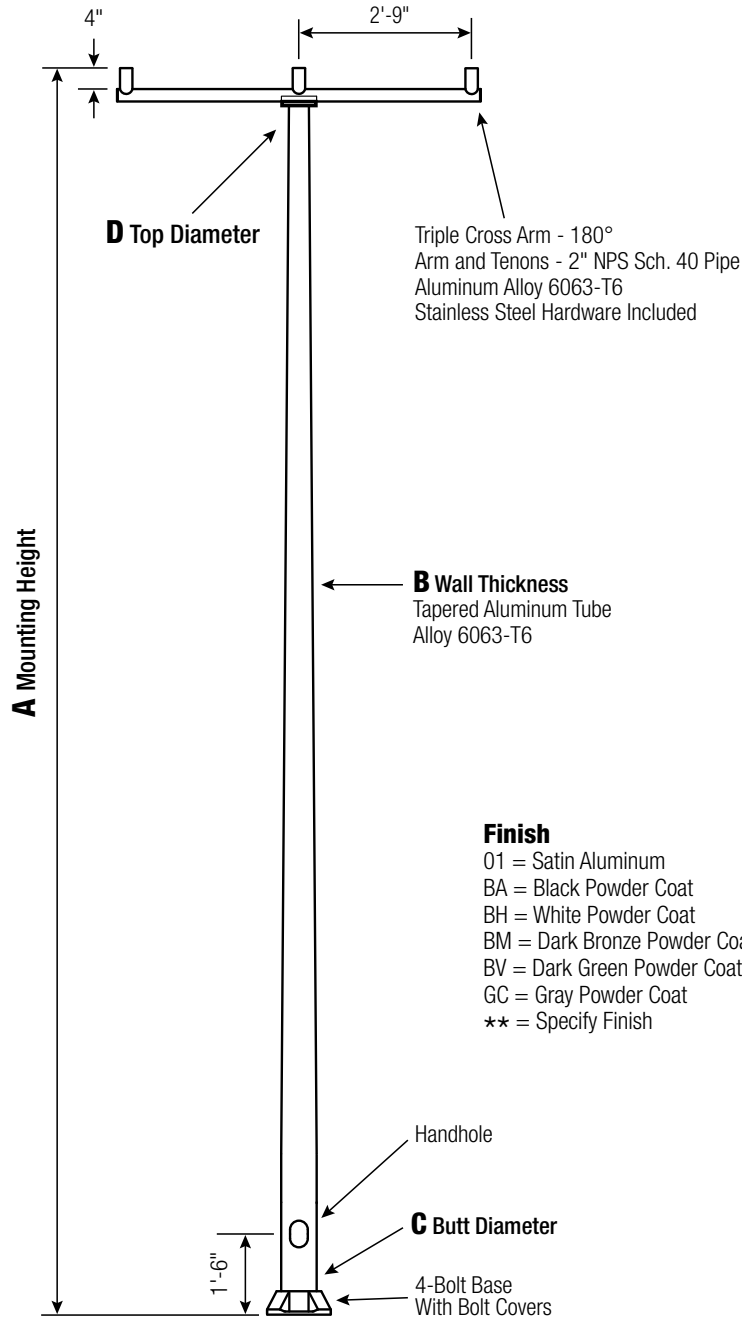 4"
2'-9"
D Top Diameter
Triple Cross Arm - 180°
Arm and Tenons - 2" NPS Sch. 40 Pipe
Aluminum Alloy 6063-T6
Stainless Steel Hardware Included
A Mounting Height
B Wall Thickness
Tapered Aluminum Tube
Alloy 6063-T6
Finish
01 = Satin Aluminum
BA = Black Powder Coat
BH = White Powder Coat
BM = Dark Bronze Powder Coa
BV = Dark Green Powder Coat
GC = Gray Powder Coat
** = Specify Finish
Handhole
C Butt Diameter
1'-6"
4-Bolt Base
With Bolt Covers